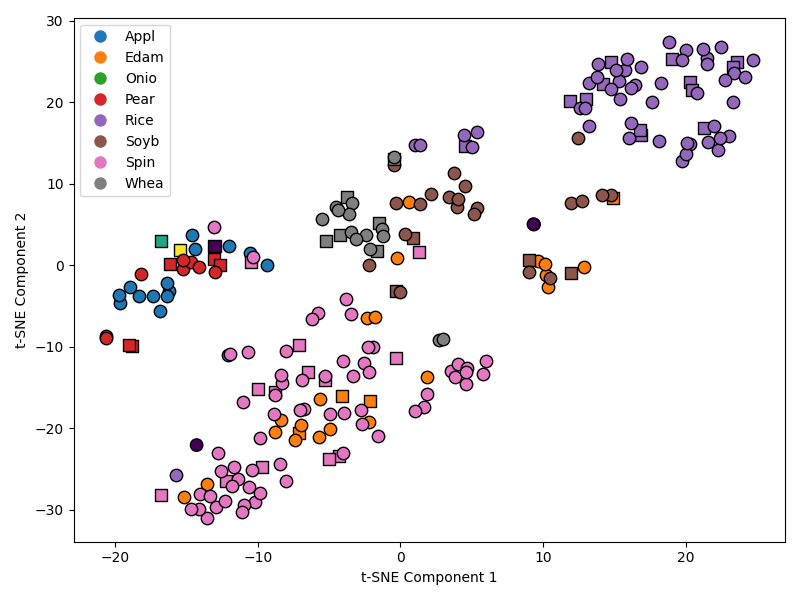 Appl
Edam
Onio
Pear
Rice
Soyb
Spin
Whea
30
20
10
0
−10
−20
−30
t-SNE Component 2
−20
−10
0
10
20
t-SNE Component 1